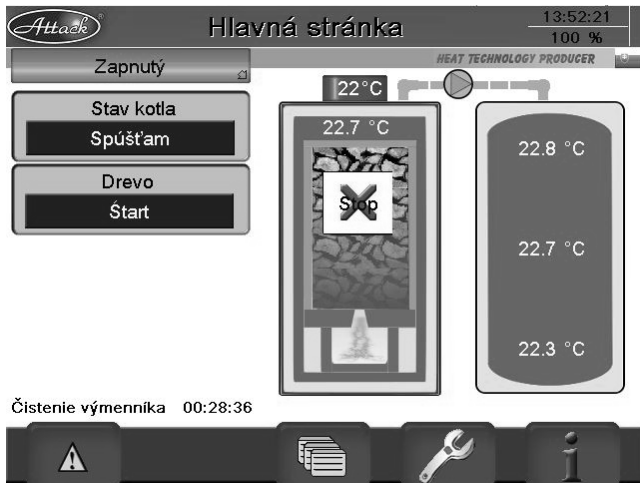 Attack
Hlavná stránka
13:52:21
100 %
HEAT TECHNOLOGY PRODUCER
Zapnutý
Stav kotla
Spúšťam
Drevo
Štart
22°C
22.7 °C
Stop
22.8 °C
22.7 °C
22.3 °C
Čistenie výmenníka 00:28:36